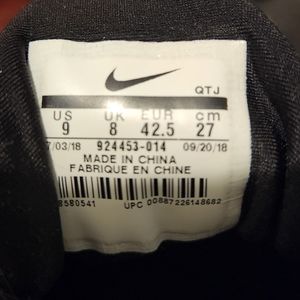 QTJ
US UK EUR cm
9 8 42.5 27
7/03/18 924453-014 09/20/18
MADE IN CHINA
FABRIQUE EN CHINE
8580541 UPC 00887226148682